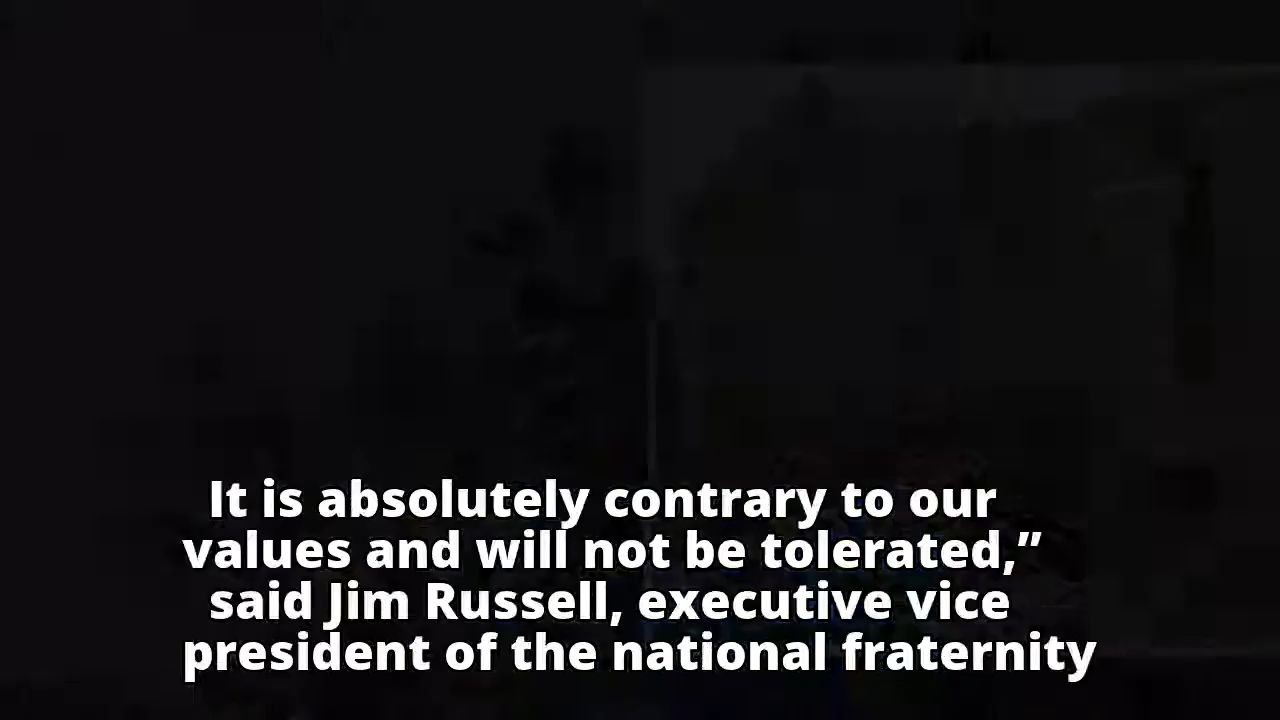 It is absolutely contrary to our
values and will not be tolerated,”
said Jim Russell, executive vice
president of the national fraternity